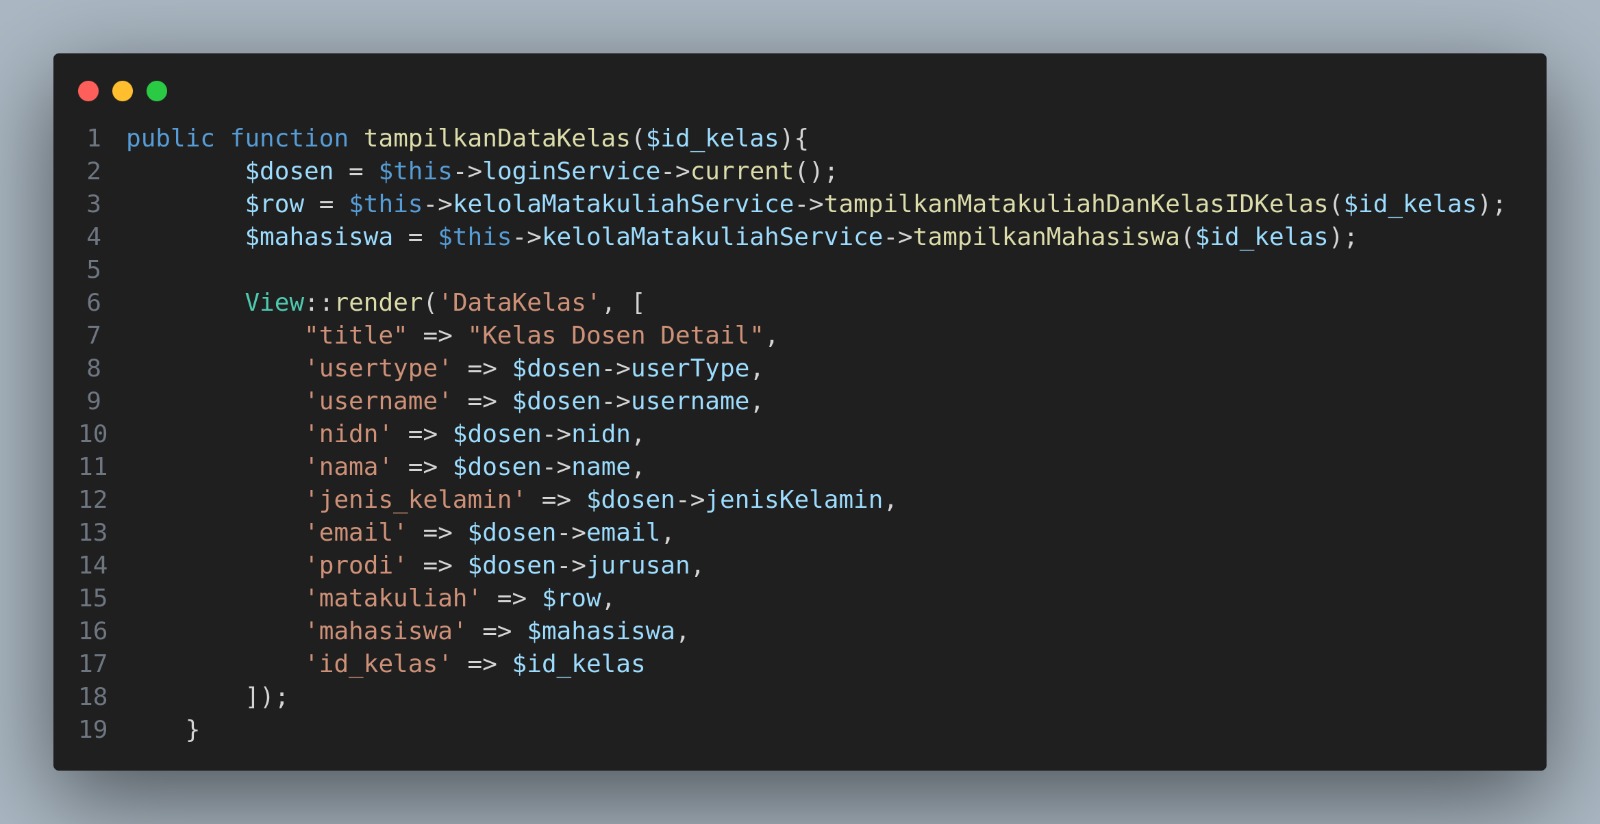 1 public function tampilkanDataKelas($id_kelas){
2         $dosen = $this->loginService->current();
3         $row = $this->kelolaMatakuliahService->tampilkanMatakuliahDanKelasIDKelas($id_kelas);
4         $mahasiswa = $this->kelolaMatakuliahService->tampilkanMahasiswa($id_kelas);
5
6         View::render('DataKelas', [
7             "title" => "Kelas Dosen Detail",
8             'usertype' => $dosen->userType,
9             'username' => $dosen->username,
10             'nidn' => $dosen->nidn,
11             'nama' => $dosen->name,
12             'jenis_kelamin' => $dosen->jenisKelamin,
13             'email' => $dosen->email,
14             'prodi' => $dosen->jurusan,
15             'matakuliah' => $row,
16             'mahasiswa' => $mahasiswa,
17             'id_kelas' => $id_kelas
18         ]);
19     }